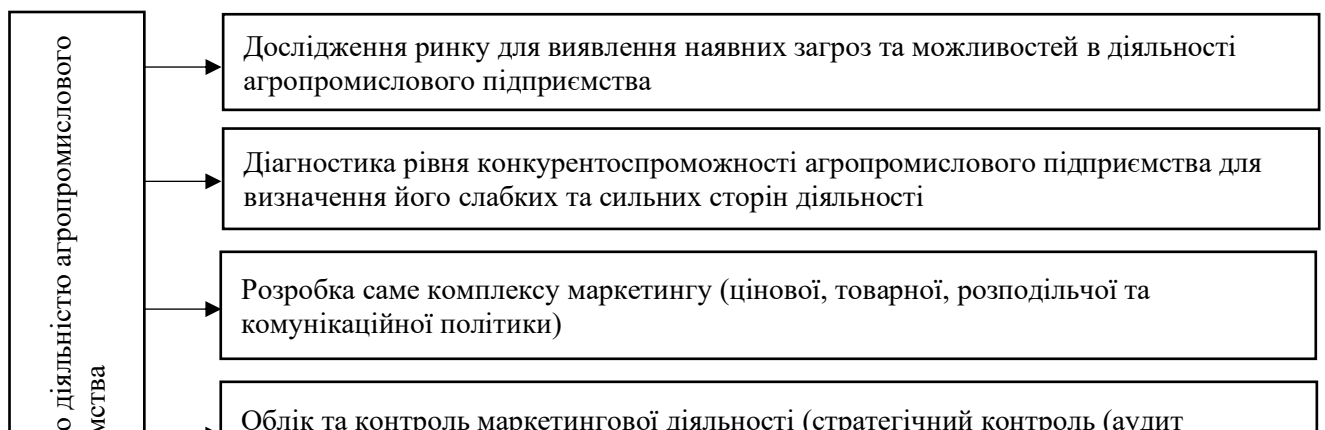 ю діяльністю агропромислового
мства
Дослідження ринку для виявлення наявних загроз та можливостей в діяльності
агропромислового підприємства
Діагностика рівня конкурентоспроможності агропромислового підприємства для
визначення його слабких та сильних сторін діяльності
Розробка саме комплексу маркетингу (цінової, товарної, розподільчої та
комунікаційної політики)
Облік та контроль маркетингової діяльності (стратегічний контроль (аудит